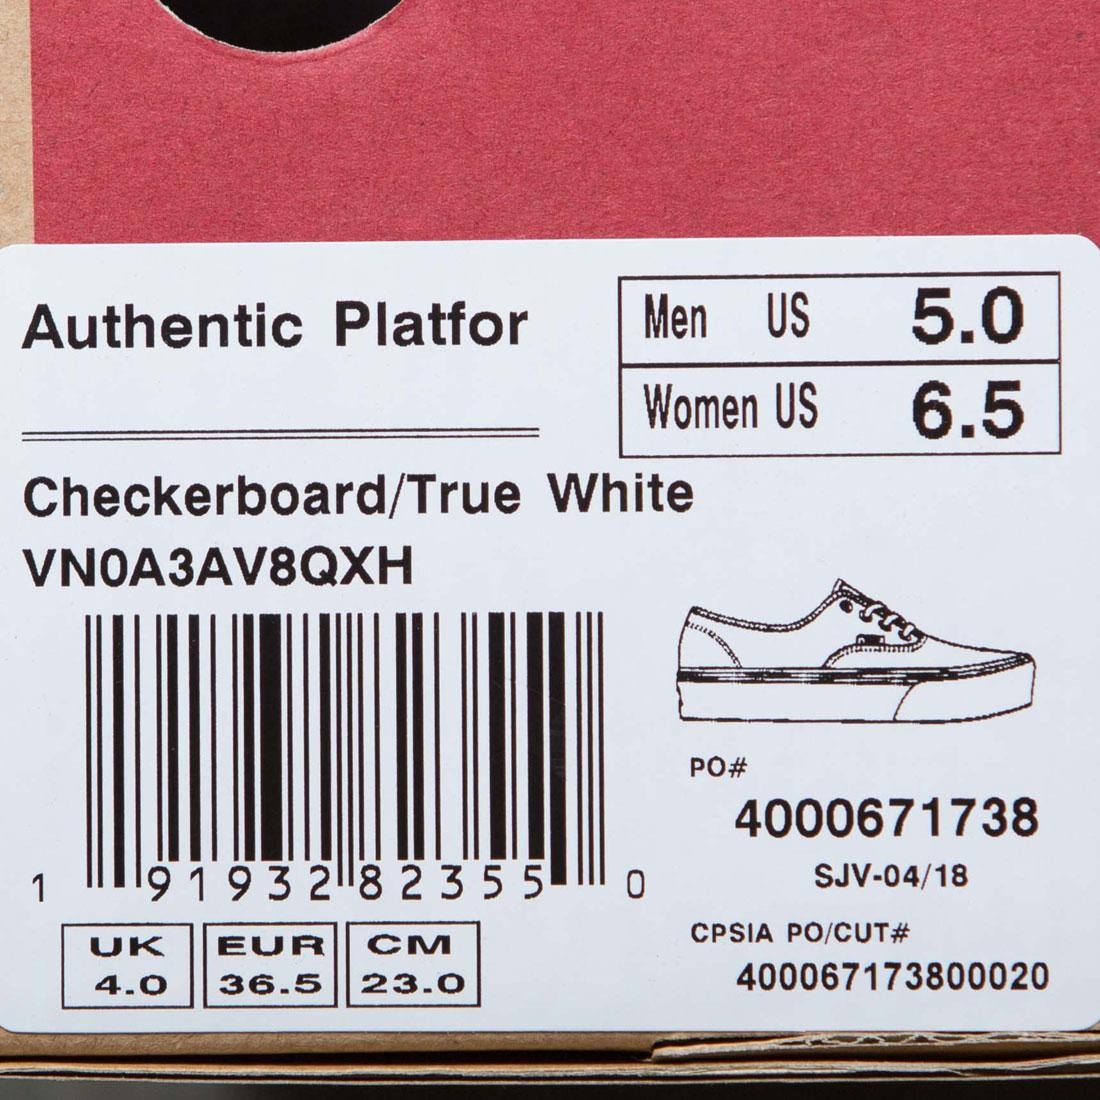 Authentic Platfor
Men US 5.0
Women US 6.5
Checkerboard/True White
VN0A3AV8QXH
1 91932 82355 0
PO#
4000671738
SJV-04/18
CPSIA PO/CUT#
400067173800020
UK EUR CM
4.0 36.5 23.0